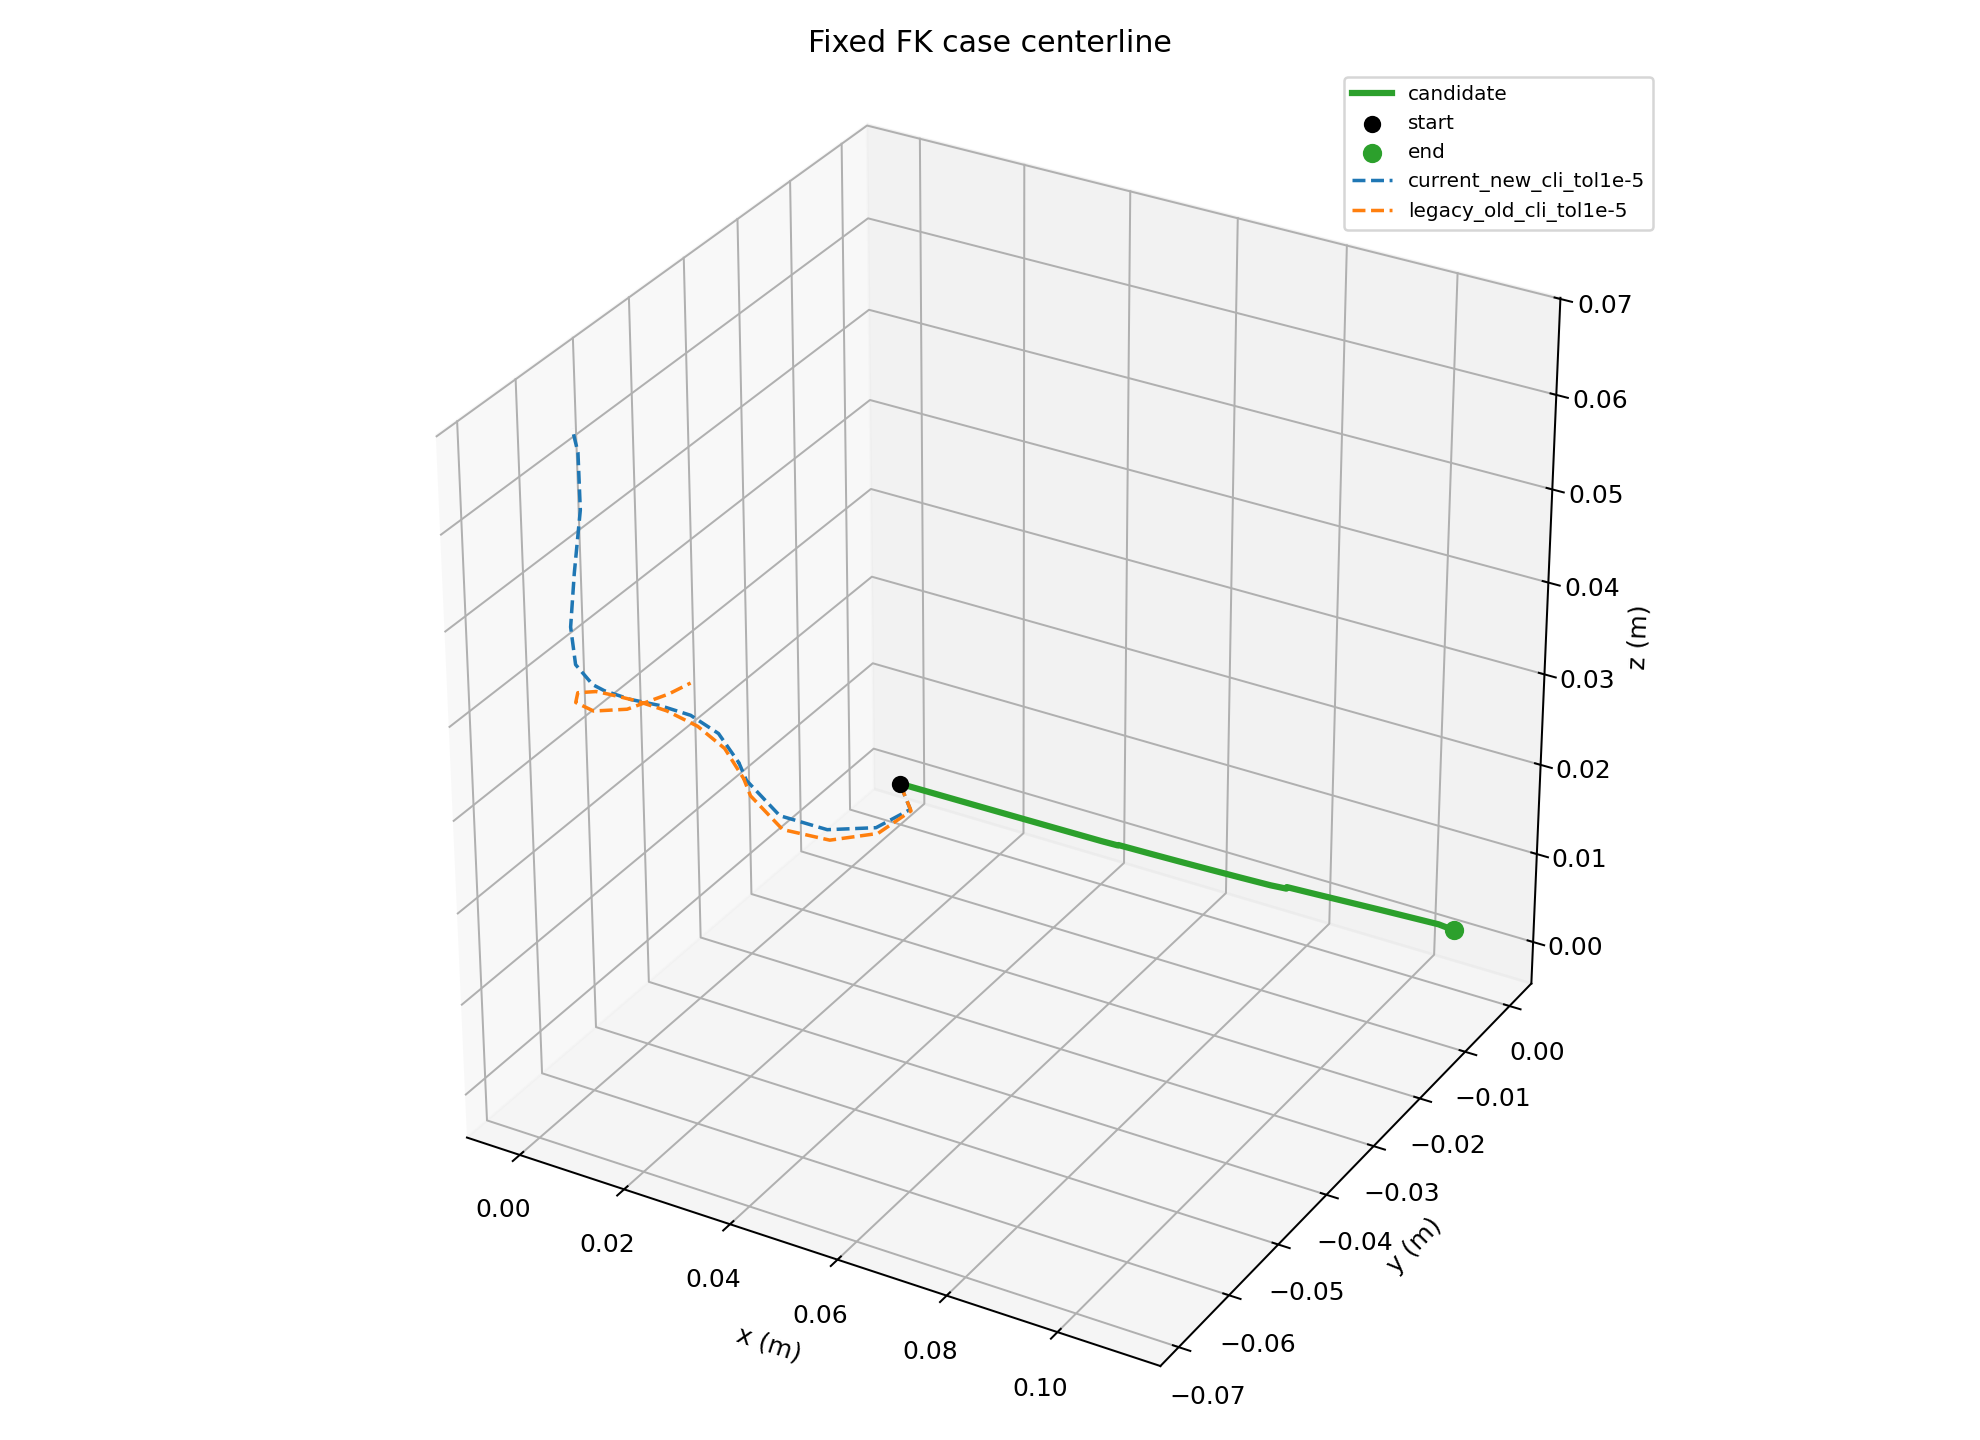 Fixed FK case centerline
candidate
start
end
current_new_cli_tol1e-5
legacy_old_cli_tol1e-5
0.07
0.06
0.05
0.04
0.03
0.02
0.01
0.00
z (m)
0.00
−0.01
−0.02
−0.03
−0.04
−0.05
−0.06
−0.07
y (m)
0.00
0.02
0.04
0.06
0.08
0.10
x (m)